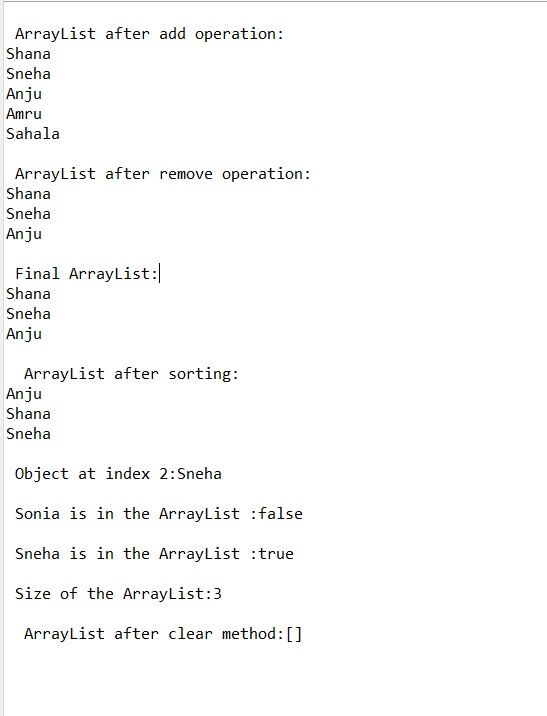 ArrayList after add operation:
Shana
Sneha
Anju
Amru
Sahala
ArrayList after remove operation:
Shana
Sneha
Anju
Final ArrayList:
Shana
Sneha
Anju
ArrayList after sorting:
Anju
Shana
Sneha
Object at index 2:Sneha
Sonia is in the ArrayList :false
Sneha is in the ArrayList :true
Size of the ArrayList:3
ArrayList after clear method:[]